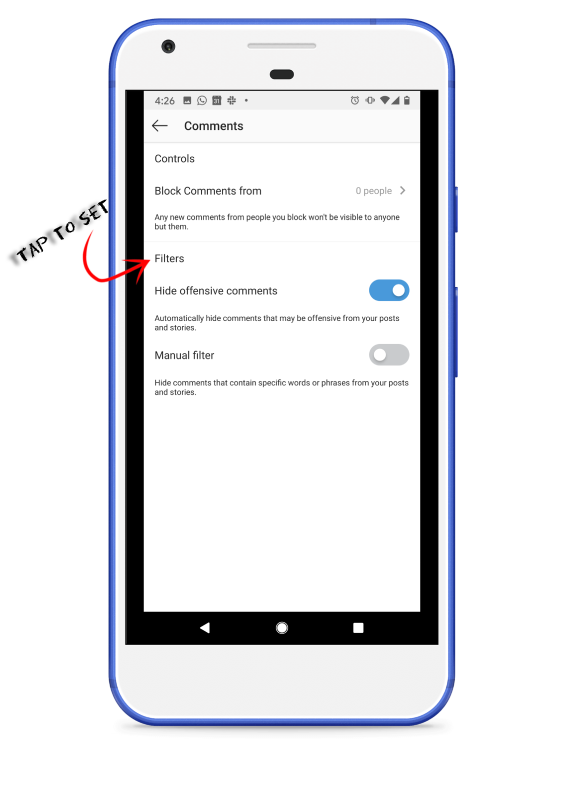 4:26
31
Comments
Controls
Block Comments from 0 people
Any new comments from people you block won't be visible to anyone
but them.
TAP TO SET
Filters
Hide offensive comments
Automatically hide comments that may be offensive from your posts
and stories.
Manual filter
Hide comments that contain specific words or phrases from your posts
and stories.